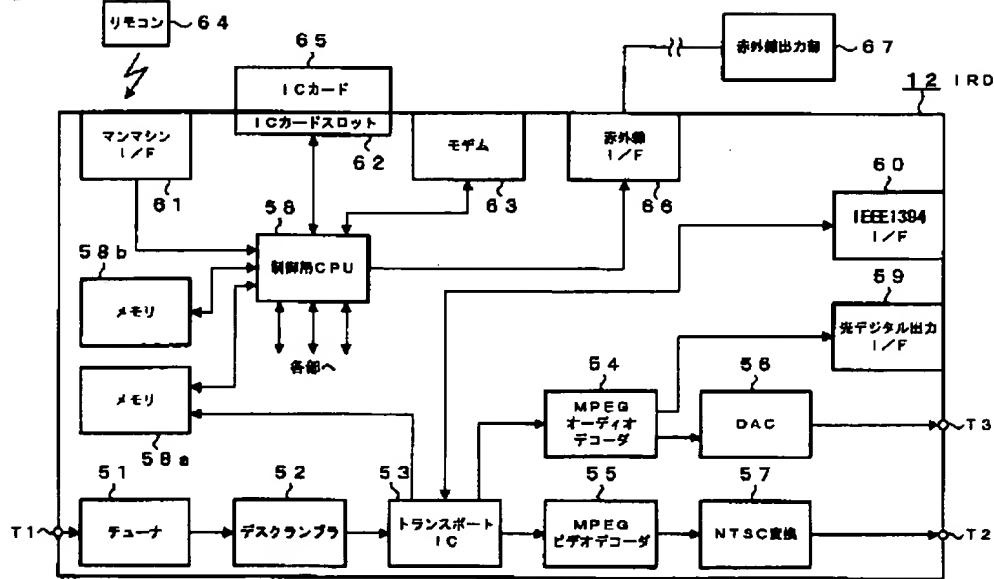 リモコン
64
65
ICカード
ICカードスロット
62
赤外線出力部
67
12 IRD
マンマシン
I/F
61
モデム
63
赤外線
I/F
66
60
IEEE1394
I/F
58
制御用CPU
58b
メモリ
59
光デジタル出力
I/F
各部へ
メモリ
58a
54
MPEG
オーディオ
デコーダ
56
DAC
T3
51
チューナ
52
デスクランブラ
53
トランスポート
IC
55
MPEG
ビデオデコーダ
57
NTSC変換
T1
T2